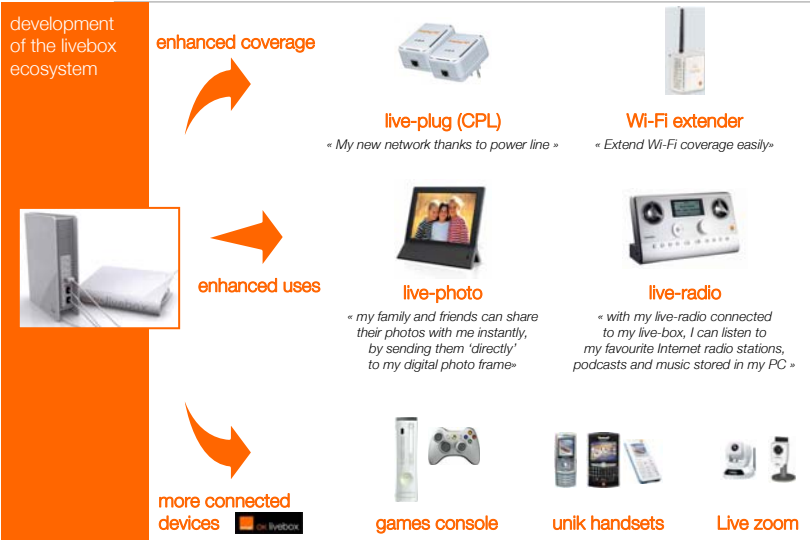 development
of the livebox
ecosystem
enhanced coverage
live-plug (CPL)
« My new network thanks to power line »
Wi-Fi extender
« Extend Wi-Fi coverage easily»
enhanced uses
live-photo
« my family and friends can share
their photos with me instantly,
by sending them ‘directly’
to my digital photo frame»
live-radio
« with my live-radio connected
to my live-box, I can listen to
my favourite Internet radio stations,
podcasts and music stored in my PC »
livebox
more connected
devices
OK livebox
games console
unik handsets
Live zoom